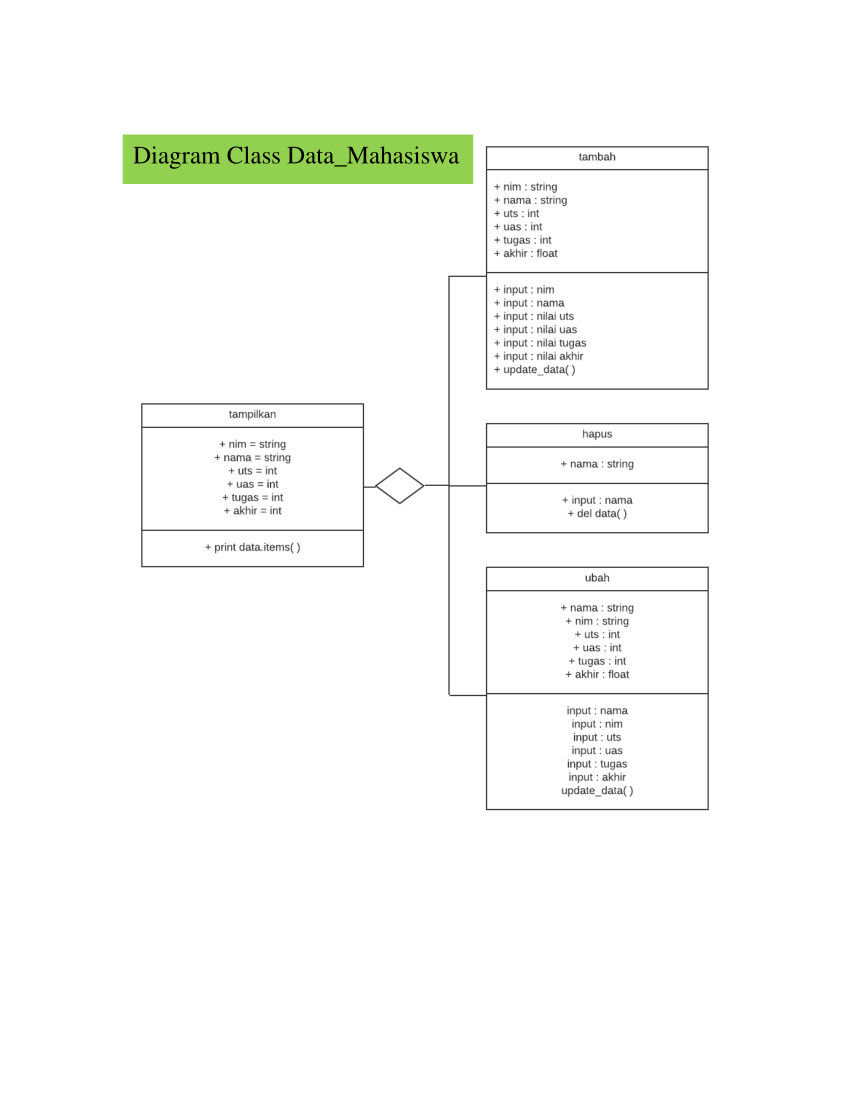 Diagram Class Data_Mahasiswa
tambah
+ nim : string
+ nama : string
+ uts : int
+ uas : int
+ tugas : int
+ akhir : float
+ input : nim
+ input : nama
+ input : nilai uts
+ input : nilai uas
+ input : nilai tugas
+ input : nilai akhir
+ update_data( )
tampilkan
+ nim = string
+ nama = string
+ uts = int
+ uas = int
+ tugas = int
+ akhir = int
+ print data.items( )
hapus
+ nama : string
+ input : nama
+ del data( )
ubah
+ nama : string
+ nim : string
+ uts : int
+ uas : int
+ tugas : int
+ akhir : float
input : nama
input : nim
input : uts
input : uas
input : tugas
input : akhir
update_data( )